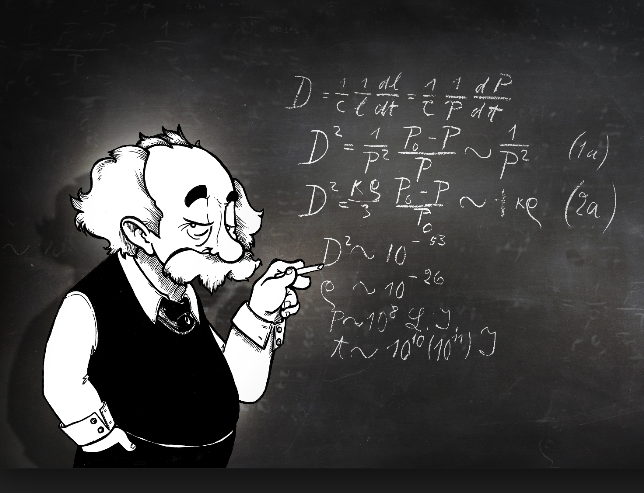 D = 1/c 1/l dl/dt = 1/c 1/P dP/dt
D² = 1/P² P₀-P/P ~ 1/P² (1a)
D² = κρ/3 P₀-P/P₀ ~ 1/3 κρ (2a)
D² ~ 10⁻⁵³
ρ ~ 10⁻²⁶
P ~ 10⁸ L. J.
t ~ 10¹⁰ (10¹¹) J